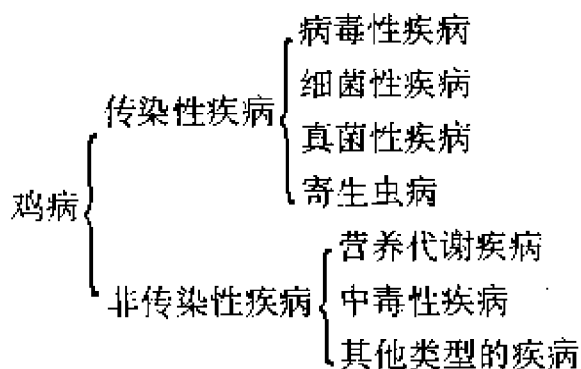 病毒性疾病
细菌性疾病
传染性疾病
真菌性疾病
寄生虫病
鸡病
营养代谢疾病
非传染性疾病
中毒性疾病
其他类型的疾病